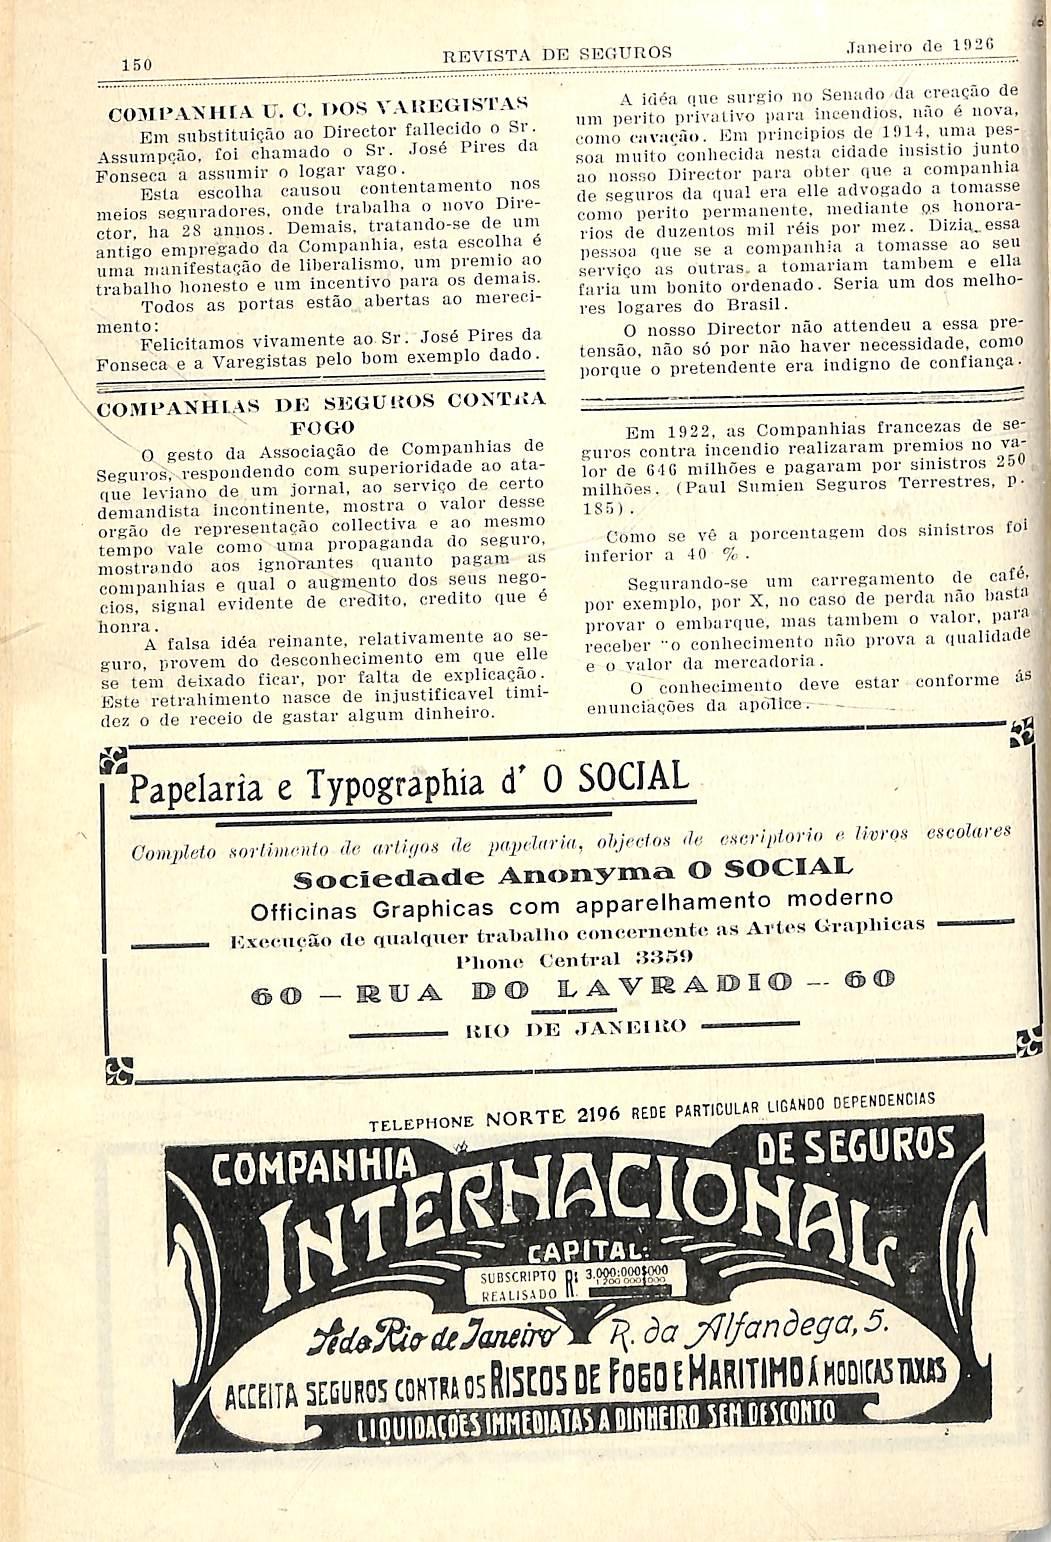 150
REVISTA DE SEGUROS
Janeiro de 1926
COMPANHIA U. C. DOS VAREGISTAS
Em substituição ao Director fallecido o Sr.
Assumpção, foi chamado o Sr. José Pires da
Fonseca a assumir o logar vago.
Esta escolha causou contentamento nos
meios seguradores, onde trabalha o novo Dire-
ctor, ha 28 annos. Demais, tratando-se de um
antigo empregado da Companhia, esta escolha é
uma manifestação de liberalismo, um premio ao
trabalho honesto e um incentivo para os demais.
Todos as portas estão abertas ao mereci-
mento:
Felicitamos vivamente ao Sr. José Pires da
Fonseca e a Varegistas pelo bom exemplo dado.
COMPANHIAS DE SEGUROS CONTRA
FOGO
O gesto da Associação de Companhias de
Seguros, respondendo com superioridade ao ata-
que leviano de um jornal, ao serviço de certo
demandista incontinente, mostra o valor desse
orgão de representação collectiva e ao mesmo
tempo vale como uma propaganda do seguro,
mostrando aos ignorantes quanto pagam as
companhias e qual o augmento dos seus nego-
cios, signal evidente de credito, credito que é
honra.
A falsa idéa reinante, relativamente ao se-
guro, provem do desconhecimento em que elle
se tem deixado ficar, por falta de explicação.
Este retrahimento nasce de injustificavel timi-
dez o de receio de gastar algum dinheiro.
A idéa que surgio no Senado da creação de
um perito privativo para incendios, não é nova,
como cavação. Em principios de 1914, uma pes-
soa muito conhecida nesta cidade insistio junto
ao nosso Director para obter que a companhia
de seguros da qual era elle advogado a tomasse
como perito permanente, mediante os honora-
rios de duzentos mil réis por mez. Dizia essa
pessoa que se a companhia a tomasse ao seu
serviço as outras a tomariam tambem e ella
faria um bonito ordenado. Seria um dos melho-
res logares do Brasil.
O nosso Director não attendeu a essa pre-
tensão, não só por não haver necessidade, como
porque o pretendente era indigno de confiança.
Em 1922, as Companhias francezas de se-
guros contra incendio realizaram premios no va-
lor de 646 milhões e pagaram por sinistros 250
milhões. (Paul Sumien Seguros Terrestres, p.
185).
Como se vê a porcentagem dos sinistros foi
inferior a 40 %.
Segurando-se um carregamento de café,
por exemplo, por X, no caso de perda não basta
provar o embarque, mas tambem o valor, para
receber "o conhecimento não prova a qualidade
e o valor da mercadoria.
O conhecimento deve estar conforme ás
enunciações da apolice.
Papelaria e Typographia d' O SOCIAL
Completo sortimento de artigos de papelaria, objectos de escriptorio e livros escolares
Sociedade Anonyma O SOCIAL
Officinas Graphicas com apparelhamento moderno
Execução de qualquer trabalho concernente as Artes Graphicas
Phone Central 3359
60 — RUA DO LAVRADIO — 60
RIO DE JANEIRO
TELEPHONE NORTE 2196 REDE PARTICULAR LIGANDO DEPENDENCIAS
COMPANHIA
DE SEGUROS
INTERNACIONAL
CAPITAL:
SUBSCRIPTO R. 3.000:000$000
REALISADO 1.200:000$000
Séde Rio de Janeiro R. da Alfandega, 5.
ACCEITA SEGUROS CONTRA OS RISCOS DE FOGO E MARITIMO Á MODICAS TAXAS
LIQUIDAÇÕES IMMEDIATAS A DINHEIRO SEM DESCONTO